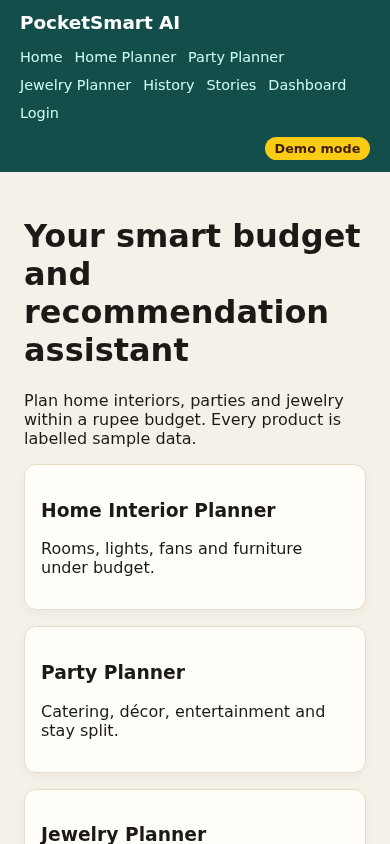 PocketSmart AI
Home Home Planner Party Planner
Jewelry Planner History Stories Dashboard
Login
Demo mode
Your smart budget
and
recommendation
assistant
Plan home interiors, parties and jewelry
within a rupee budget. Every product is
labelled sample data.
Home Interior Planner
Rooms, lights, fans and furniture
under budget.
Party Planner
Catering, décor, entertainment and
stay split.
Jewelry Planner